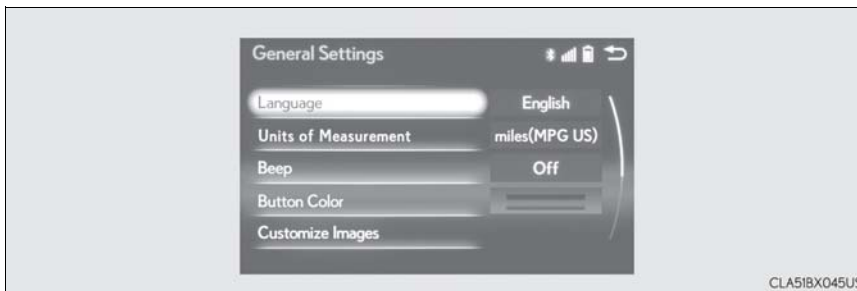 General Settings
Language English
Units of Measurement miles(MPG US)
Beep Off
Button Color
Customize Images
CLA51BX045US